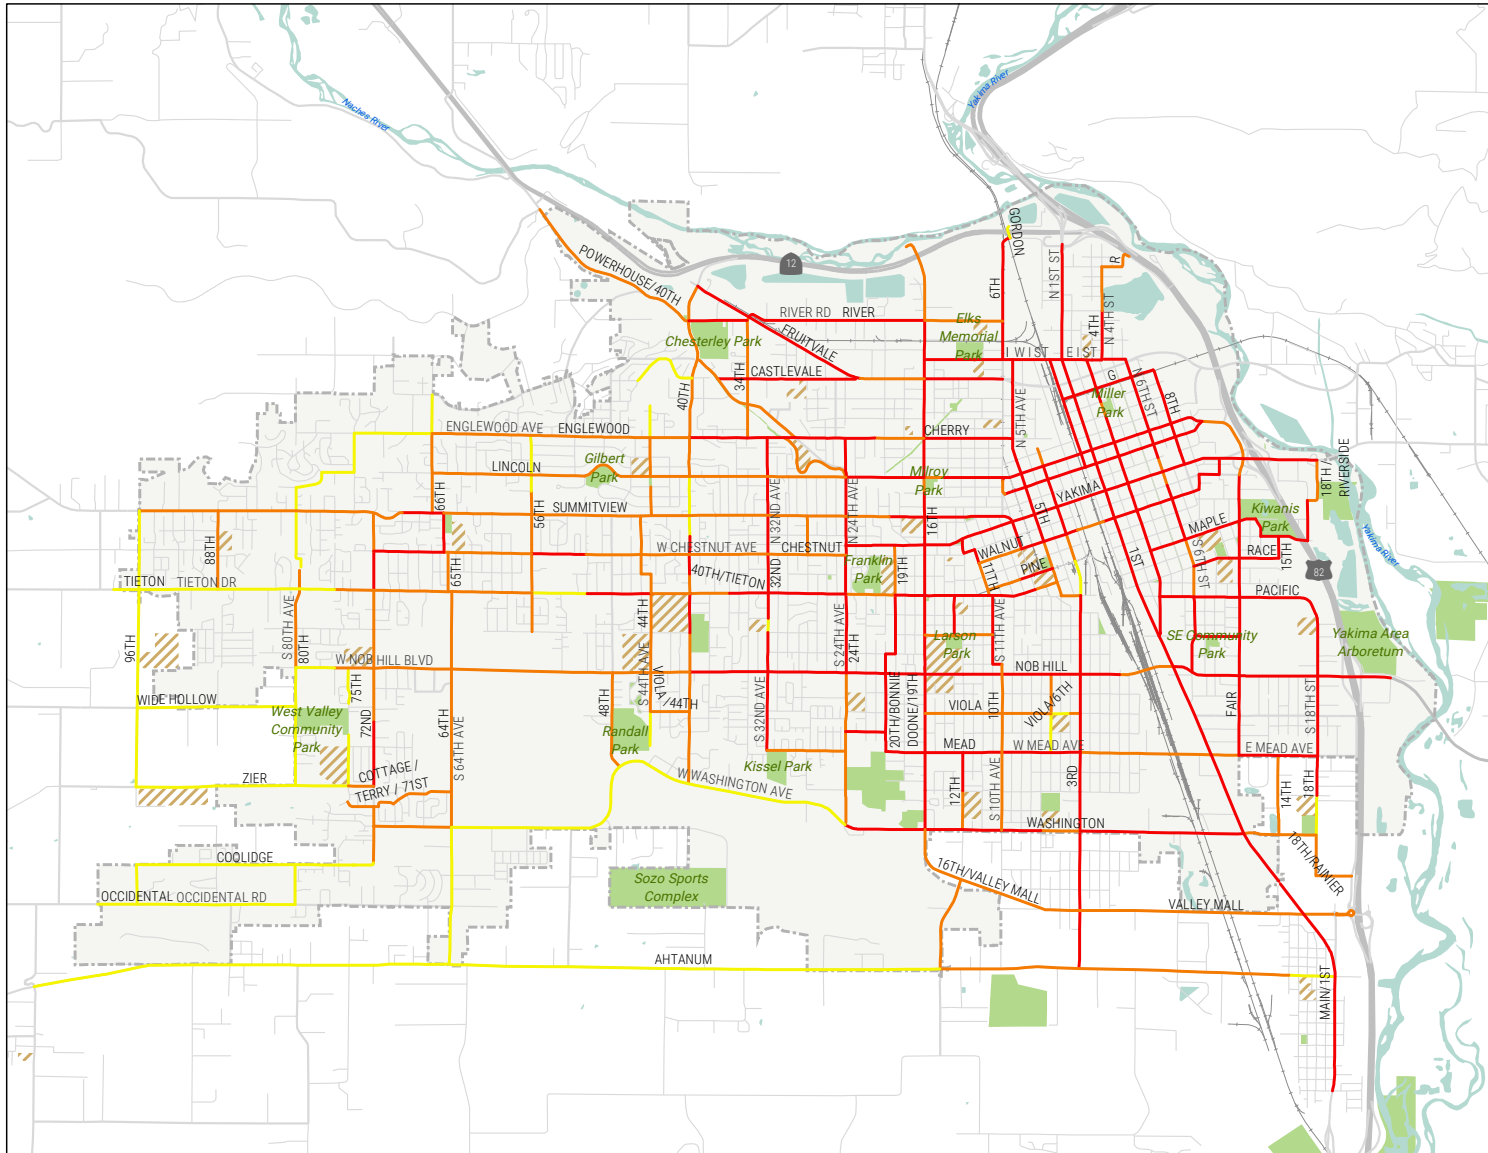 Naches River
Yakima River
GORDON
12
POWERHOUSE/40TH
N 1ST ST
R
6TH
4TH
N 4TH ST
RIVER RD
RIVER
Elks
Memorial
Park
Chesterley Park
FRUITVALE
I
W I ST
E I ST
34TH
CASTLEVALE
G
N 6TH ST
8TH
Miller
Park
40TH
N 5TH AVE
ENGLEWOOD AVE
ENGLEWOOD
CHERRY
LINCOLN
Gilbert
Park
Milroy
Park
18TH /
RIVERSIDE
66TH
56TH
SUMMITVIEW
N 32ND AVE
N 24TH AVE
16TH
YAKIMA
5TH
Kiwanis
Park
MAPLE
Yakima River
88TH
65TH
W CHESTNUT AVE
CHESTNUT
WALNUT
1ST
S 6TH ST
RACE
15TH
TIETON
TIETON DR
40TH/TIETON
32ND
Franklin
Park
19TH
11TH
PINE
82
PACIFIC
96TH
S 80TH AVE
80TH
44TH
S 24TH AVE
24TH
Larson
Park
S 11TH AVE
SE Community
Park
Yakima Area
Arboretum
W NOB HILL BLVD
NOB HILL
75TH
S 44TH AVE
VIOLA /44TH
WIDE HOLLOW
West Valley
Community
Park
72ND
64TH
S 64TH AVE
48TH
Randall
Park
S 32ND AVE
20TH/BONNIE
DOONE/19TH
VIOLA
10TH
VIOLA/6TH
FAIR
S 18TH ST
MEAD
W MEAD AVE
E MEAD AVE
ZIER
COTTAGE /
TERRY / 71ST
Kissel Park
W WASHINGTON AVE
12TH
S 10TH AVE
3RD
14TH
18TH
WASHINGTON
COOLIDGE
16TH/VALLEY MALL
18TH/RAINIER
OCCIDENTAL
OCCIDENTAL RD
Sozo Sports
Complex
VALLEY MALL
AHTANUM
MAIN/1ST